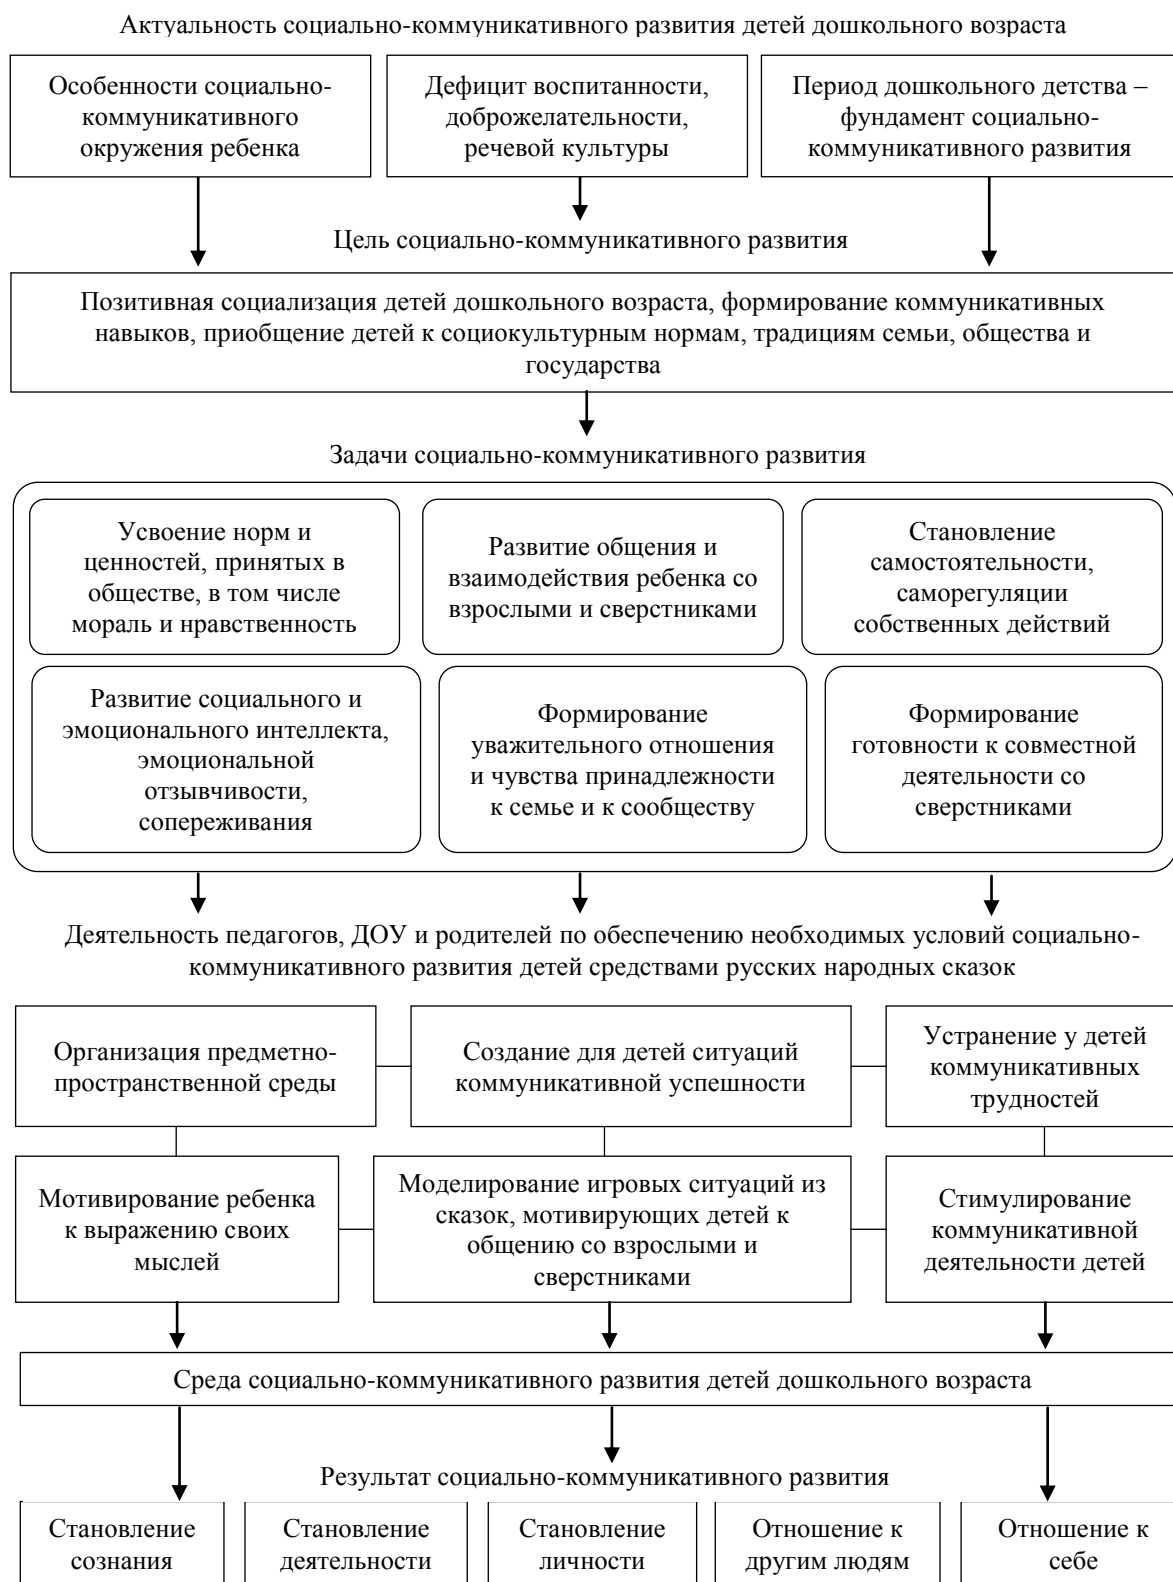 Актуальность социально-коммуникативного развития детей дошкольного возраста
Особенности социально-
коммуникативного
окружения ребенка
Дефицит воспитанности,
доброжелательности,
речевой культуры
Период дошкольного детства –
фундамент социально-
коммуникативного развития
Цель социально-коммуникативного развития
Позитивная социализация детей дошкольного возраста, формирование коммуникативных
навыков, приобщение детей к социокультурным нормам, традициям семьи, общества и
государства
Задачи социально-коммуникативного развития
Усвоение норм и
ценностей, принятых в
обществе, в том числе
мораль и нравственность
Развитие общения и
взаимодействия ребенка со
взрослыми и сверстниками
Становление
самостоятельности,
саморегуляции
собственных действий
Развитие социального и
эмоционального интеллекта,
эмоциональной
отзывчивости,
сопереживания
Формирование
уважительного отношения
и чувства принадлежности
к семье и к сообществу
Формирование
готовности к совместной
деятельности со
сверстниками
Деятельность педагогов, ДОУ и родителей по обеспечению необходимых условий социально-
коммуникативного развития детей средствами русских народных сказок
Организация предметно-
пространственной среды
Создание для детей ситуаций
коммуникативной успешности
Устранение у детей
коммуникативных
трудностей
Мотивирование ребенка
к выражению своих
мыслей
Моделирование игровых ситуаций из
сказок, мотивирующих детей к
общению со взрослыми и
сверстниками
Стимулирование
коммуникативной
деятельности детей
Среда социально-коммуникативного развития детей дошкольного возраста
Результат социально-коммуникативного развития
Становление
сознания
Становление
деятельности
Становление
личности
Отношение к
другим людям
Отношение к
себе